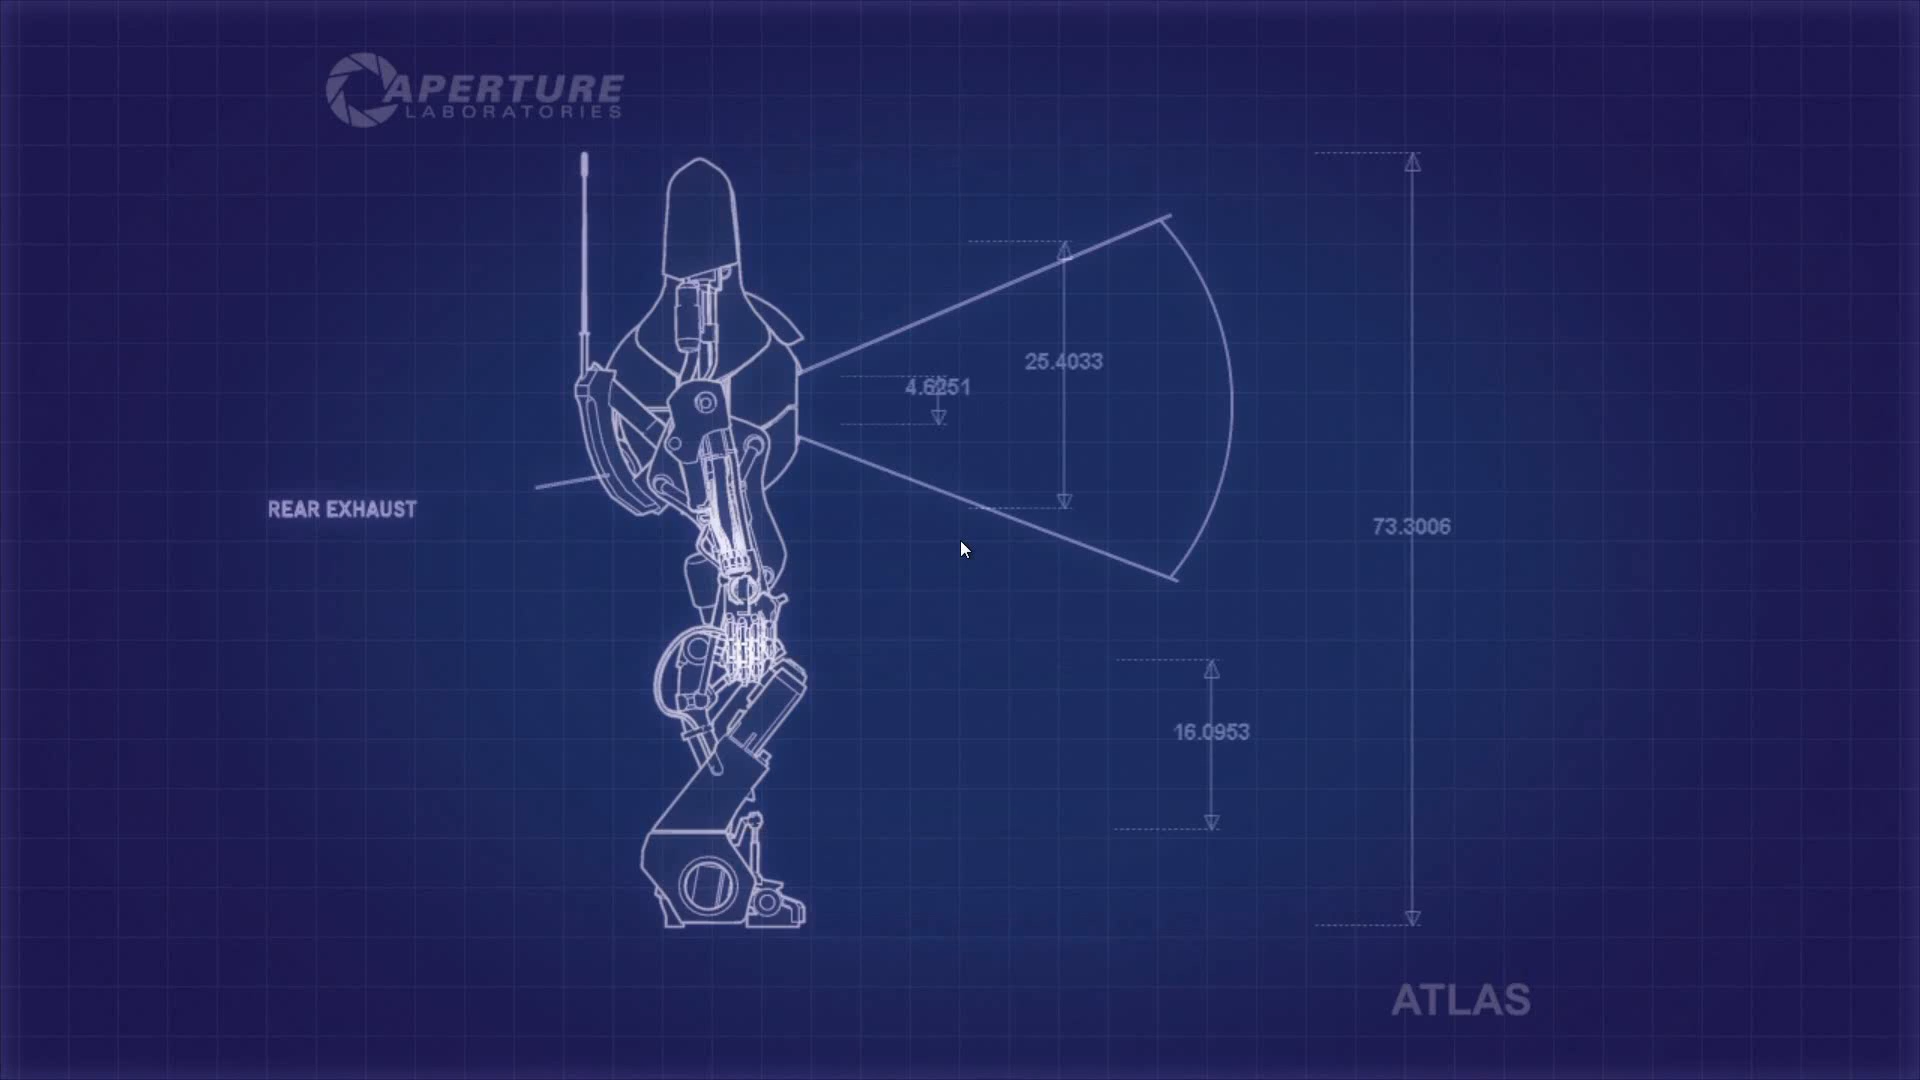 APERTURE
LABORATORIES
25.4033
4.6251
REAR EXHAUST
73.3006
16.0953
ATLAS